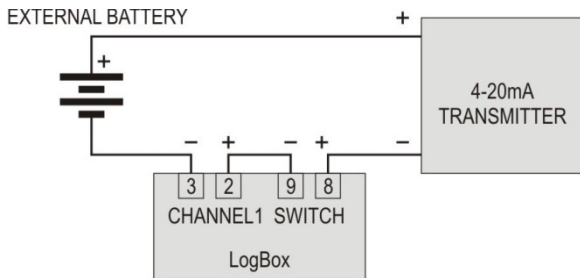 EXTERNAL BATTERY
+
+
4-20mA
TRANSMITTER
− + − + −
3 2 9 8
CHANNEL1 SWITCH
LogBox